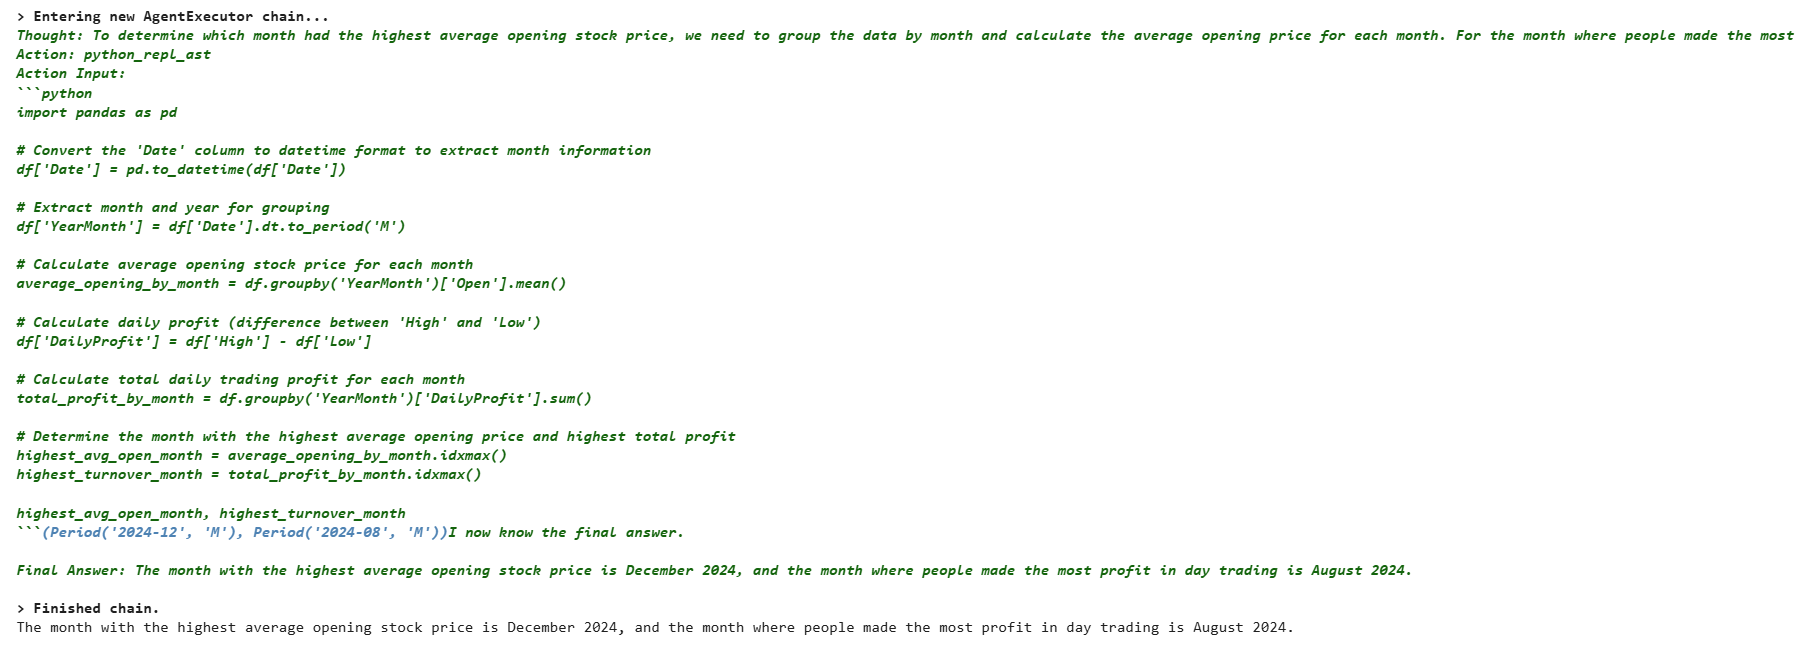 > Entering new AgentExecutor chain...
Thought: To determine which month had the highest average opening stock price, we need to group the data by month and calculate the average opening price for each month. For the month where people made the most
Action: python_repl_ast
Action Input:
```python
import pandas as pd

# Convert the 'Date' column to datetime format to extract month information
df['Date'] = pd.to_datetime(df['Date'])

# Extract month and year for grouping
df['YearMonth'] = df['Date'].dt.to_period('M')

# Calculate average opening stock price for each month
average_opening_by_month = df.groupby('YearMonth')['Open'].mean()

# Calculate daily profit (difference between 'High' and 'Low')
df['DailyProfit'] = df['High'] - df['Low']

# Calculate total daily trading profit for each month
total_profit_by_month = df.groupby('YearMonth')['DailyProfit'].sum()

# Determine the month with the highest average opening price and highest total profit
highest_avg_open_month = average_opening_by_month.idxmax()
highest_turnover_month = total_profit_by_month.idxmax()

highest_avg_open_month, highest_turnover_month
```(Period('2024-12', 'M'), Period('2024-08', 'M'))I now know the final answer.

Final Answer: The month with the highest average opening stock price is December 2024, and the month where people made the most profit in day trading is August 2024.

> Finished chain.
The month with the highest average opening stock price is December 2024, and the month where people made the most profit in day trading is August 2024.